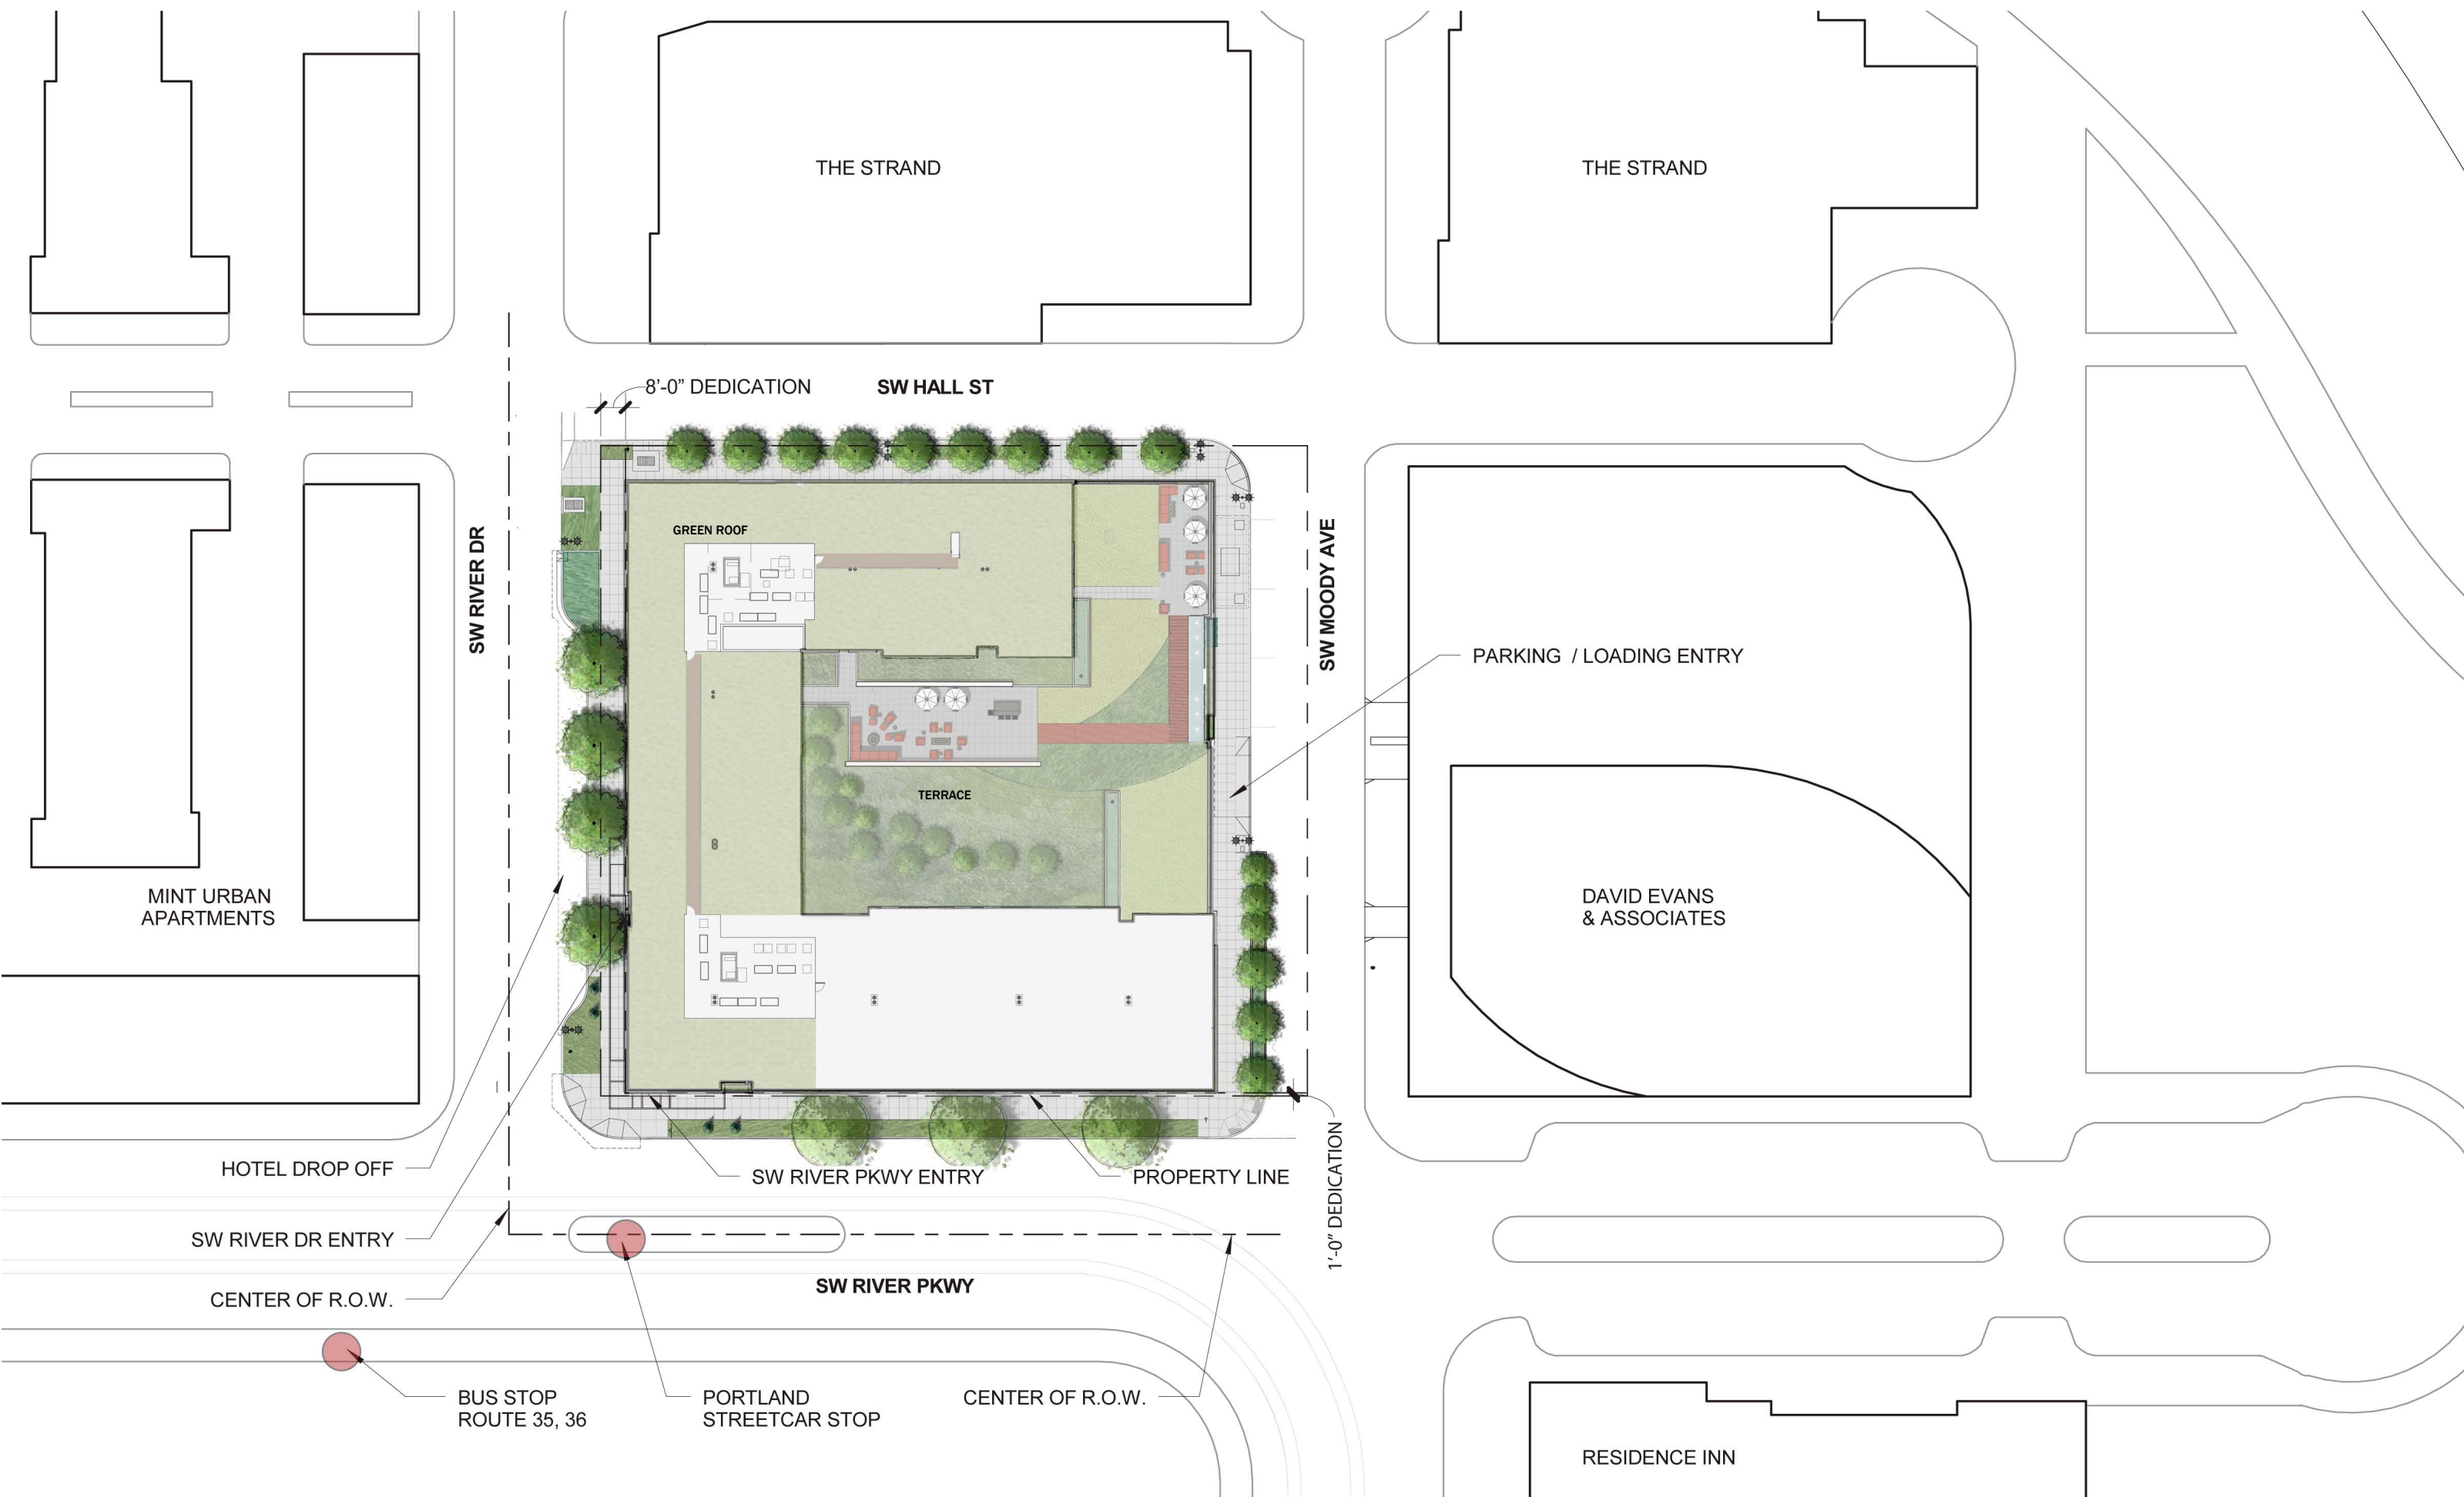 THE STRAND
THE STRAND
8'-0" DEDICATION
SW HALL ST
GREEN ROOF
SW RIVER DR
SW MOODY AVE
PARKING / LOADING ENTRY
TERRACE
MINT URBAN
APARTMENTS
DAVID EVANS
& ASSOCIATES
HOTEL DROP OFF
SW RIVER PKWY ENTRY
PROPERTY LINE
1'-0" DEDICATION
SW RIVER DR ENTRY
SW RIVER PKWY
CENTER OF R.O.W.
BUS STOP
ROUTE 35, 36
PORTLAND
STREETCAR STOP
CENTER OF R.O.W.
RESIDENCE INN